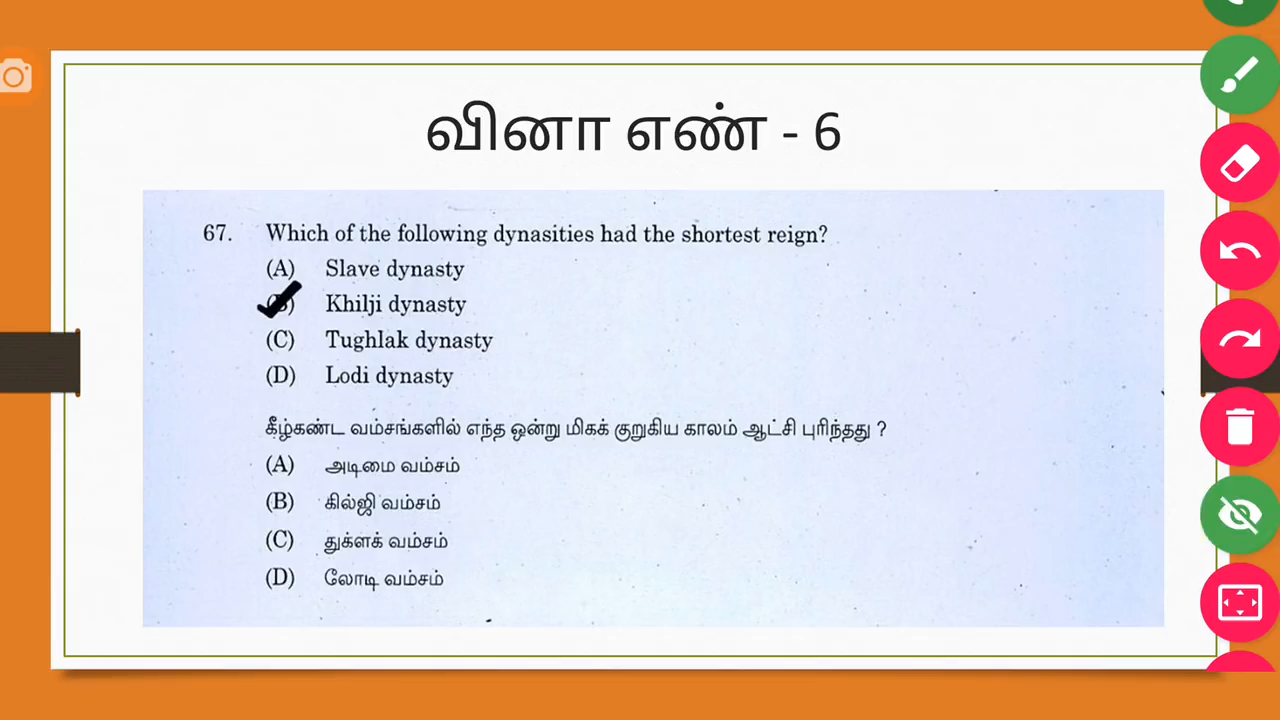 வினா எண் - 6
67. Which of the following dynasities had the shortest reign?
(A) Slave dynasty
(B) Khilji dynasty
(C) Tughlak dynasty
(D) Lodi dynasty
கீழ்கண்ட வம்சங்களில் எந்த ஒன்று மிகக் குறுகிய காலம் ஆட்சி புரிந்தது ?
(A) அடிமை வம்சம்
(B) கில்ஜி வம்சம்
(C) துக்ளக் வம்சம்
(D) லோடி வம்சம்